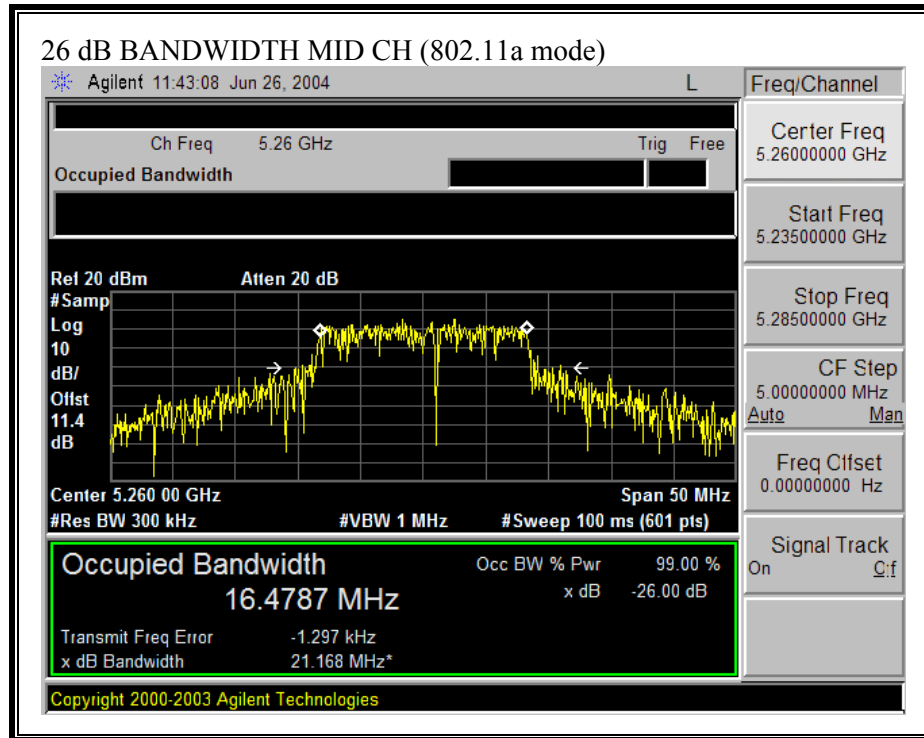 26 dB BANDWIDTH MID CH (802.11a mode)
Agilent 11:43:08 Jun 26, 2004 L
Freq/Channel
Ch Freq 5.26 GHz Trig Free
Occupied Bandwidth
Center Freq
5.26000000 GHz
Start Freq
5.23500000 GHz
Stop Freq
5.28500000 GHz
CF Step
5.00000000 MHz
Auto Man
Freq Offset
0.00000000 Hz
Signal Track
On Off
Ref 20 dBm Atten 20 dB
#Samp
Log
10
dB/
Offst
11.4
dB
Center 5.260 00 GHz Span 50 MHz
#Res BW 300 kHz #VBW 1 MHz #Sweep 100 ms (601 pts)
Occupied Bandwidth
16.4787 MHz
Occ BW % Pwr 99.00 %
x dB -26.00 dB
Transmit Freq Error -1.297 kHz
x dB Bandwidth 21.168 MHz*
Copyright 2000-2003 Agilent Technologies